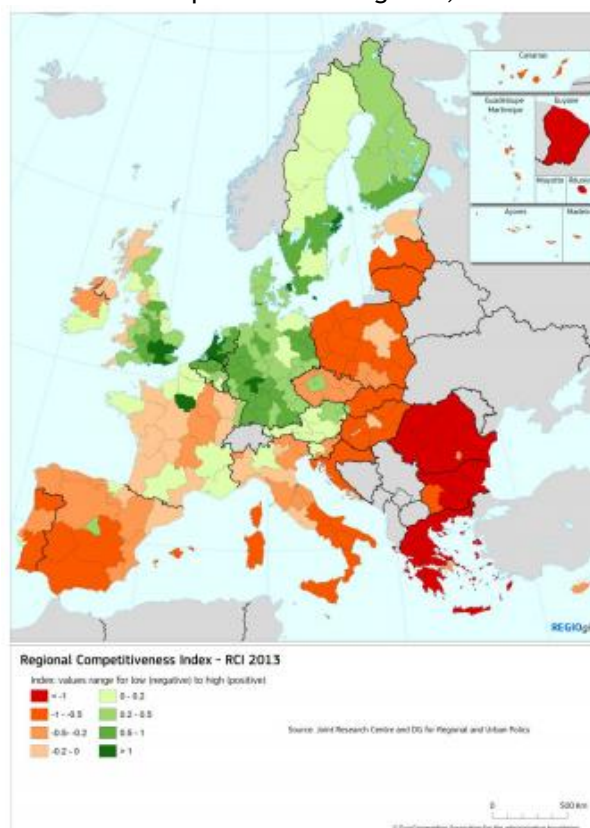 Canarias
Guadeloupe
Martinique
Guyane
Mayotte
Réunion
Açores
Madeira
REGIOgis
Regional Competitiveness Index - RCI 2013
Index: values range for low (negative) to high (positive)
< -1
-1 - -0.5
-0.5 - -0.2
-0.2 - 0
0 - 0.2
0.2 - 0.5
0.5 - 1
> 1
Source: Joint Research Centre and DG for Regional and Urban Policy
0
500 Km